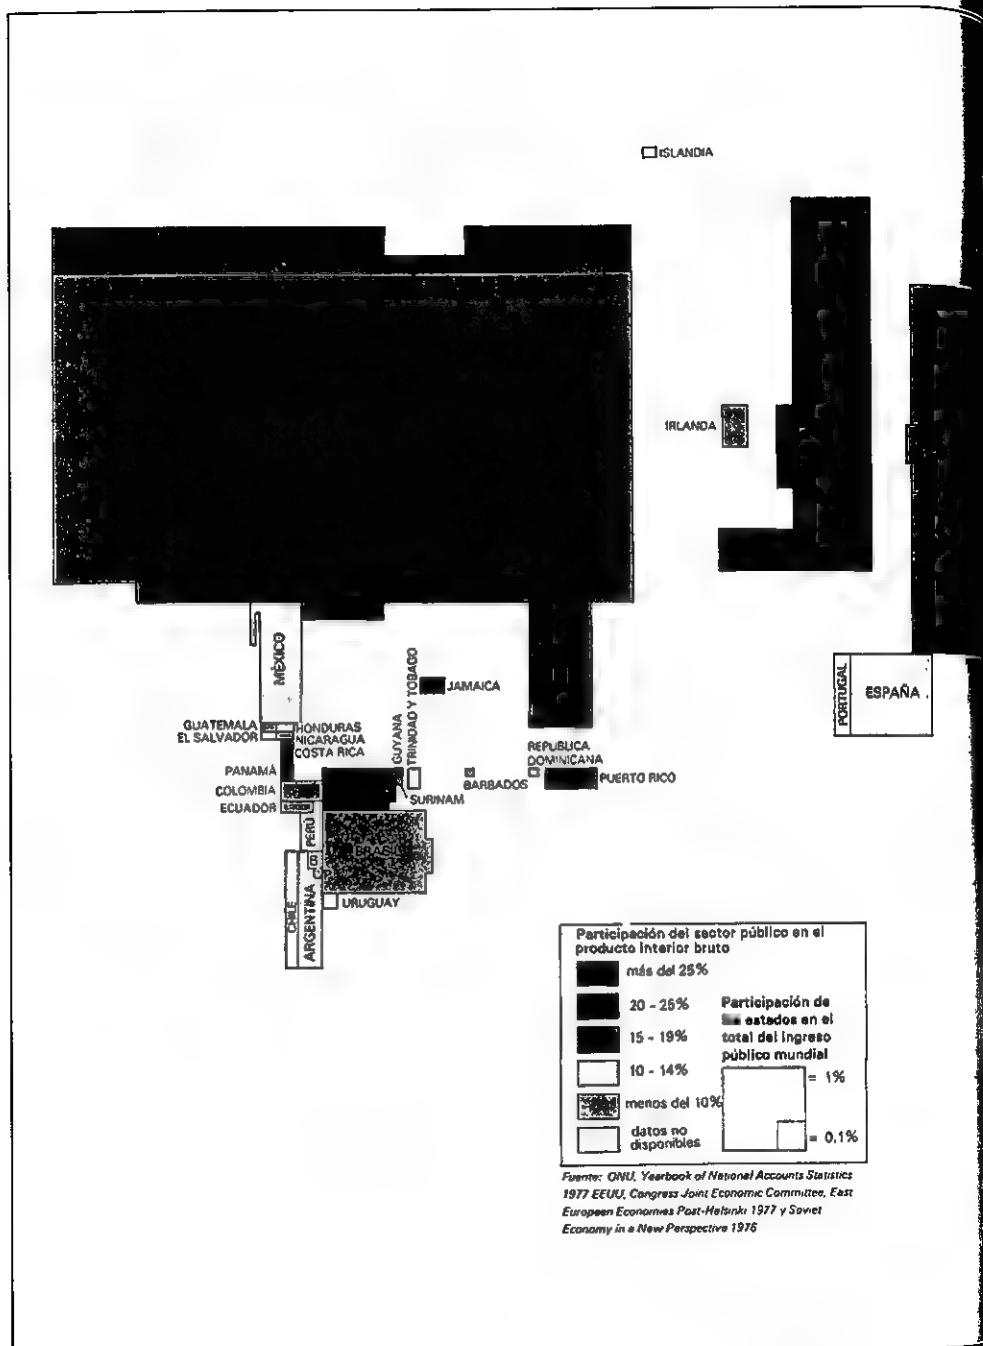 ISLANDIA
IRLANDA
MÉXICO
PORTUGAL
ESPAÑA
GUATEMALA
EL SALVADOR
HONDURAS
NICARAGUA
COSTA RICA
GUYANA
TRINIDAD Y TOBAGO
JAMAICA
PANAMÁ
COLOMBIA
ECUADOR
SURINAM
BARBADOS
REPUBLICA
DOMINICANA
PUERTO RICO
PERÚ
B
BRASIL
CHILE
ARGENTINA
URUGUAY
Participación del sector público en el
producto interior bruto
más del 25%
20 - 25%
15 - 19%
10 - 14%
menos del 10%
datos no
disponibles
Participación de
estados en el
total del ingreso
público mundial
= 1%
= 0,1%
Fuente: ONU, Yearbook of National Accounts Statistics
1977 EEUU, Congress Joint Economic Committee, East
European Economies Post-Helsinki 1977 y Soviet
Economy in a New Perspective 1976